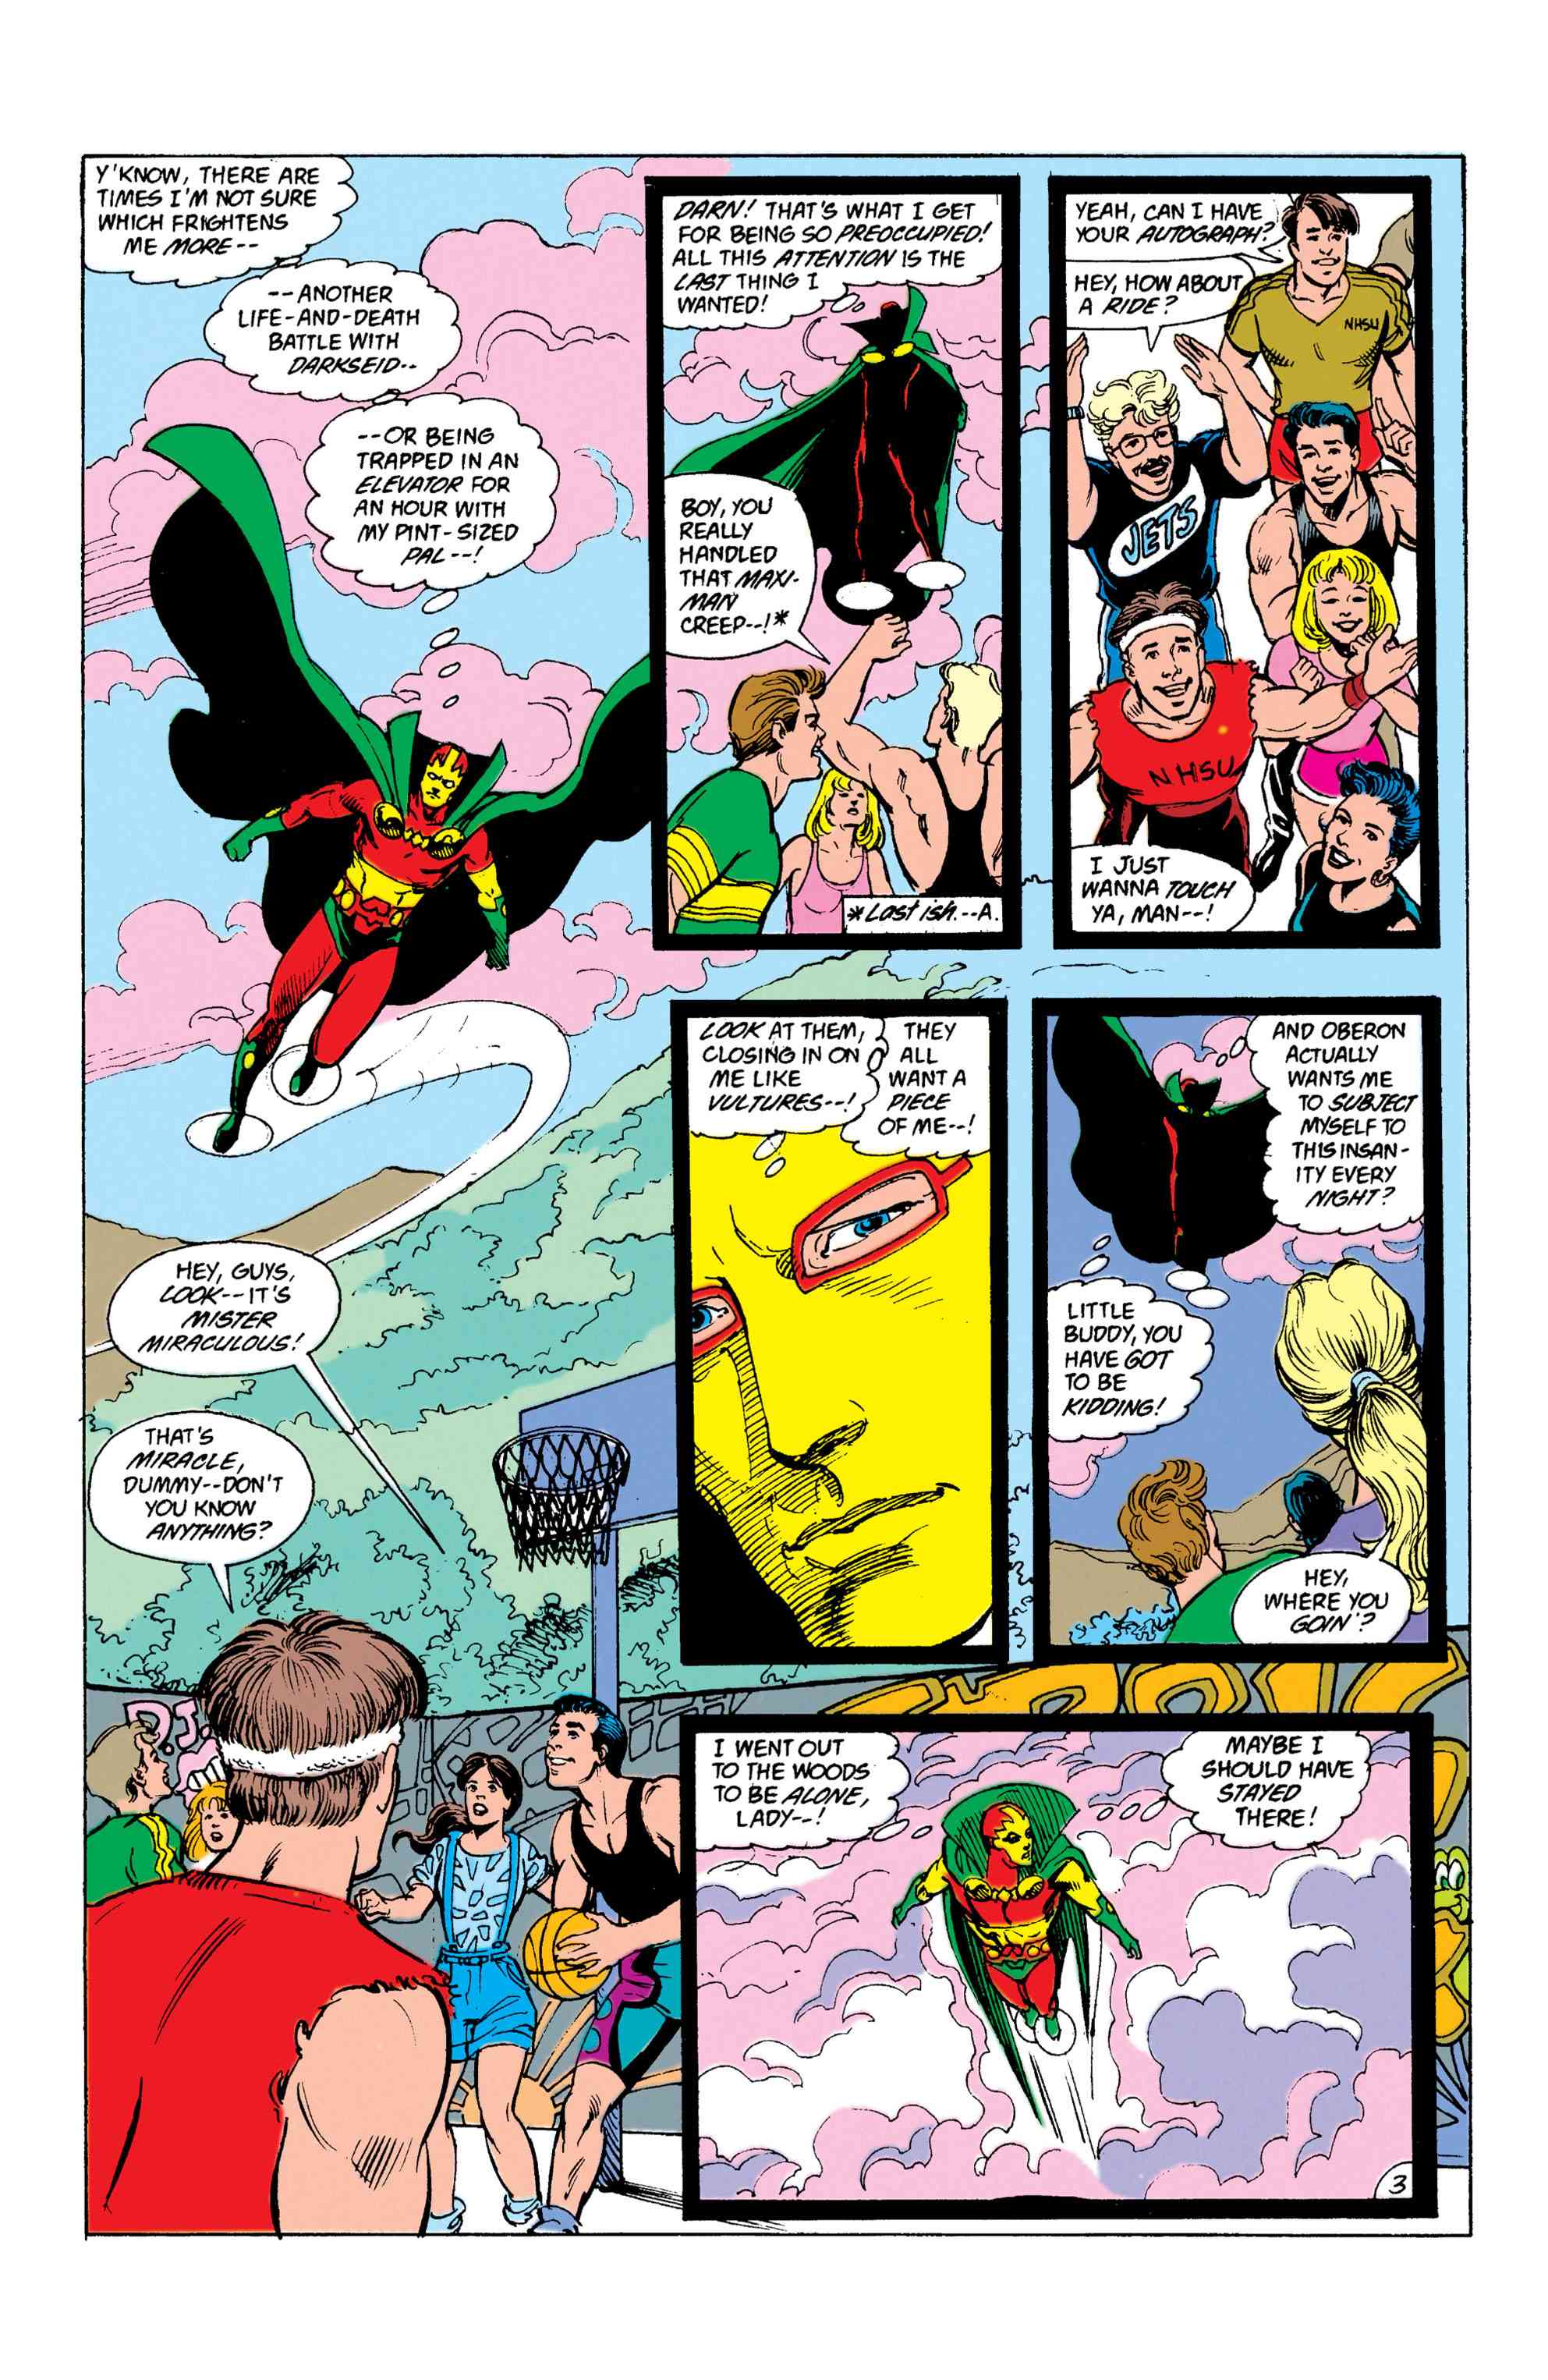 Y'KNOW, THERE ARE
TIMES I'M NOT SURE
WHICH FRIGHTENS
ME MORE--
--ANOTHER
LIFE-AND-DEATH
BATTLE WITH
DARKSEID--
--OR BEING
TRAPPED IN AN
ELEVATOR FOR
AN HOUR WITH
MY PINT-SIZED
PAL--!
HEY, GUYS,
LOOK--IT'S
MISTER
MIRACULOUS!
THAT'S
MIRACLE,
DUMMY--DON'T
YOU KNOW
ANYTHING?
DARN! THAT'S WHAT I GET
FOR BEING SO PREOCCUPIED!
ALL THIS ATTENTION IS THE
LAST THING I
WANTED!
BOY, YOU
REALLY
HANDLED
THAT MAXI-
MAN
CREEP--!*
*Last ish.--A.
YEAH, CAN I HAVE
YOUR AUTOGRAPH?
HEY, HOW ABOUT
A RIDE?
NHSU
JETS
NHSU
I JUST
WANNA TOUCH
YA, MAN--!
LOOK AT THEM,
CLOSING IN ON
ME LIKE
VULTURES--!
THEY
ALL
WANT A
PIECE
OF ME--!
AND OBERON
ACTUALLY
WANTS ME
TO SUBJECT
MYSELF TO
THIS INSAN-
ITY EVERY
NIGHT?
LITTLE
BUDDY, YOU
HAVE GOT
TO BE
KIDDING!
HEY,
WHERE YOU
GOIN'?
I WENT OUT
TO THE WOODS
TO BE ALONE,
LADY--!
MAYBE I
SHOULD HAVE
STAYED
THERE!
3